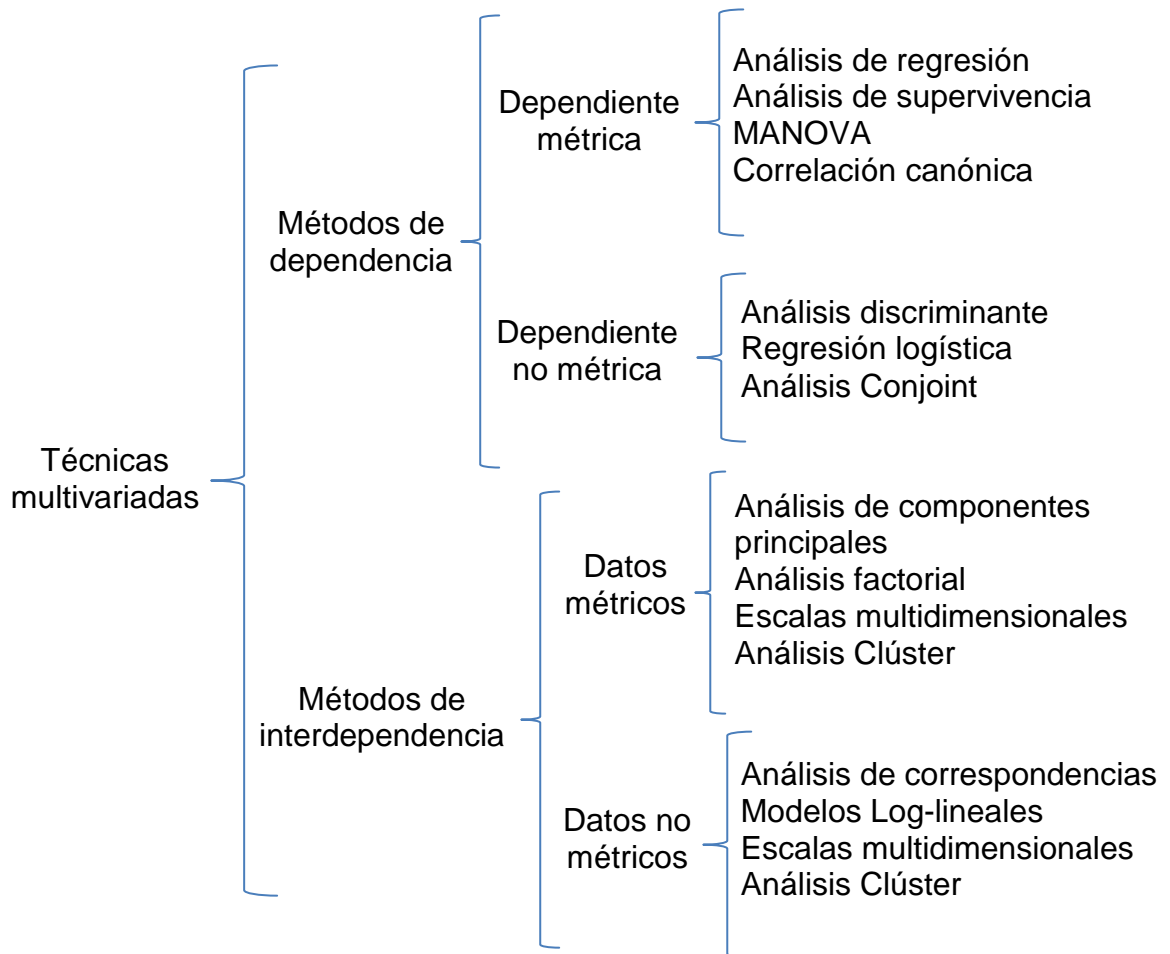 Técnicas
multivariadas
Métodos de
dependencia
Dependiente
métrica
Análisis de regresión
Análisis de supervivencia
MANOVA
Correlación canónica
Dependiente
no métrica
Análisis discriminante
Regresión logística
Análisis Conjoint
Métodos de
interdependencia
Datos
métricos
Análisis de componentes
principales
Análisis factorial
Escalas multidimensionales
Análisis Clúster
Datos no
métricos
Análisis de correspondencias
Modelos Log-lineales
Escalas multidimensionales
Análisis Clúster